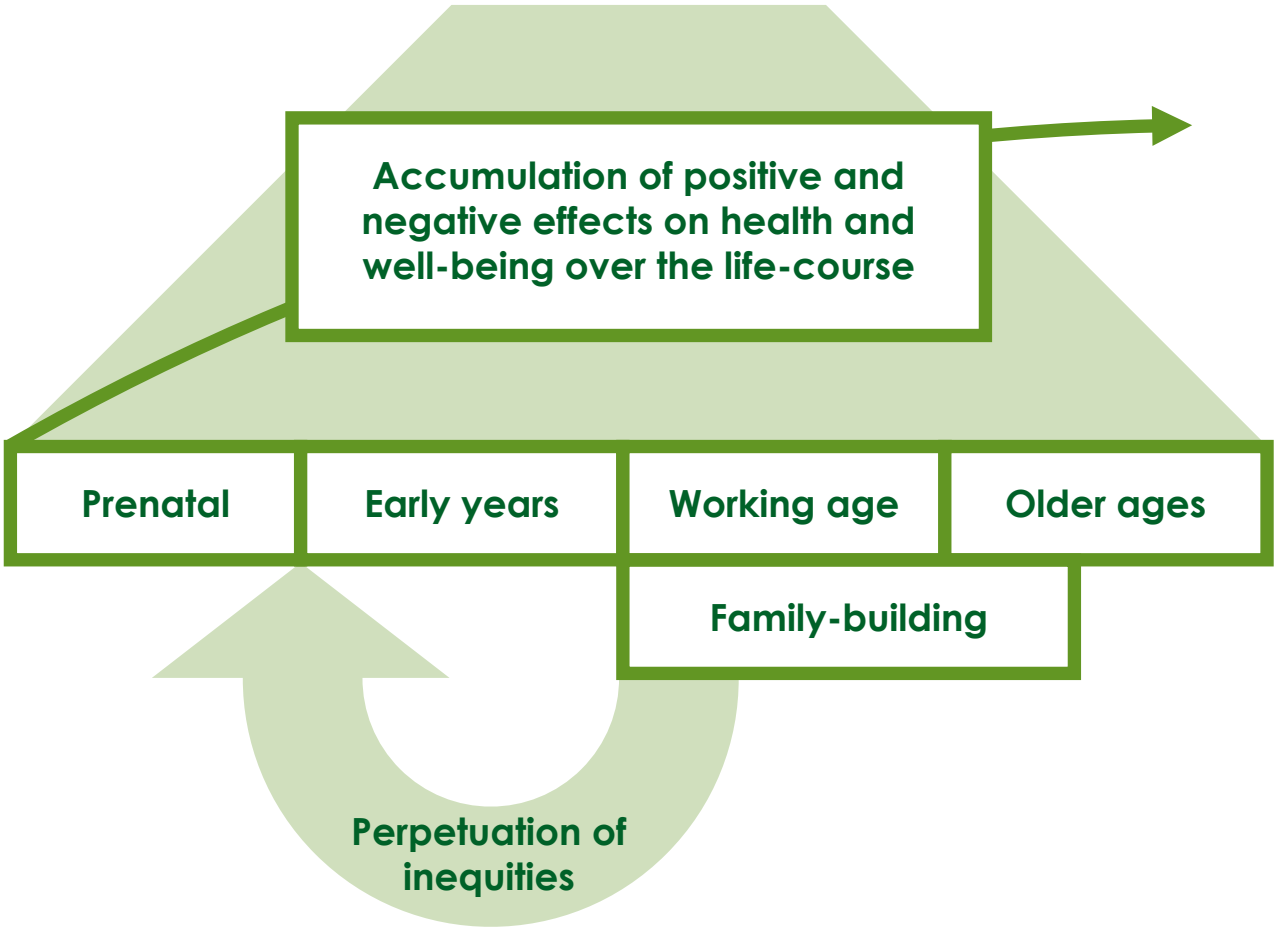 Accumulation of positive and
negative effects on health and
well-being over the life-course
Prenatal
Early years
Working age
Older ages
Family-building
Perpetuation of
inequities